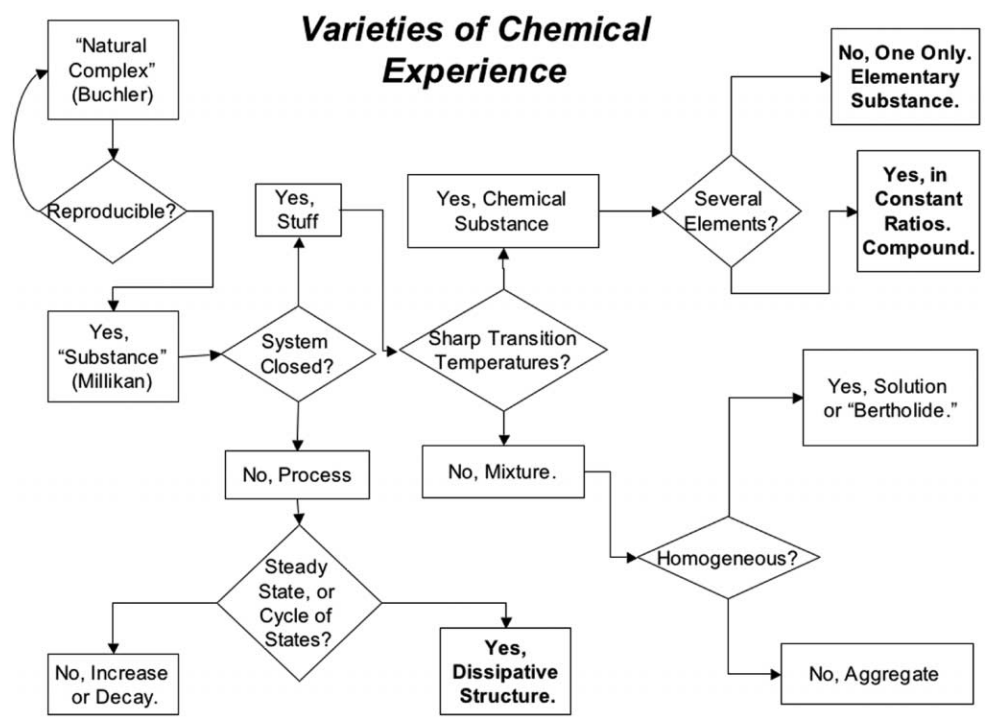 Varieties of Chemical
Experience
“Natural
Complex”
(Buchler)
Reproducible?
Yes,
“Substance”
(Millikan)
System
Closed?
Yes,
Stuff
No, Process
Steady
State, or
Cycle of
States?
No, Increase
or Decay.
Yes,
Dissipative
Structure.
Sharp Transition
Temperatures?
Yes, Chemical
Substance
No, Mixture.
Several
Elements?
No, One Only.
Elementary
Substance.
Yes, in
Constant
Ratios.
Compound.
Homogeneous?
Yes, Solution
or “Bertholide.”
No, Aggregate